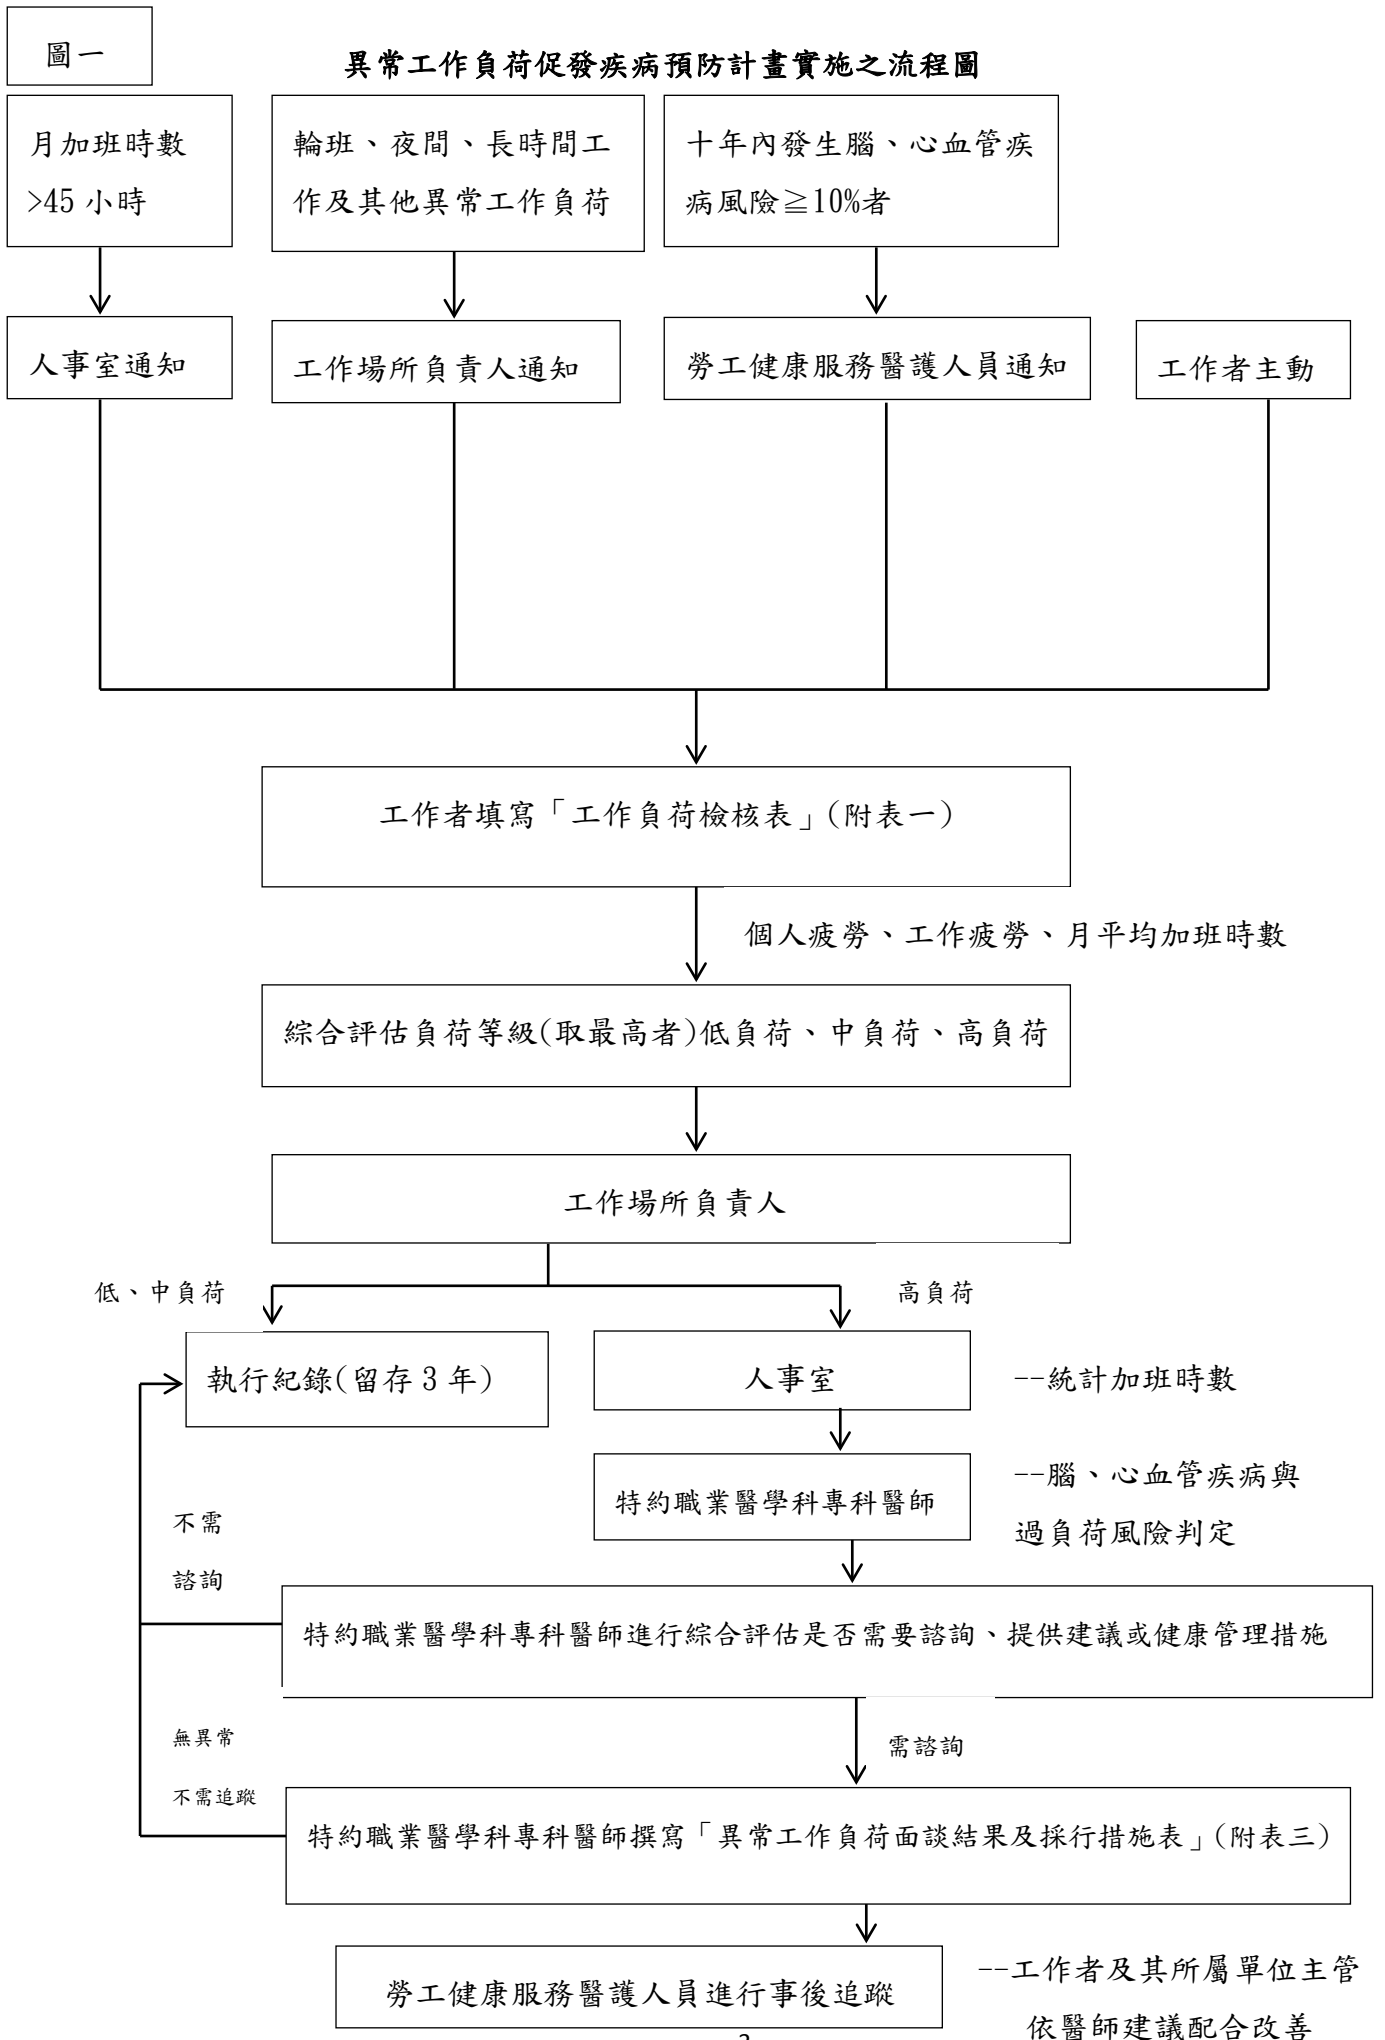 圖一
異常工作負荷促發疾病預防計畫實施之流程圖
月加班時數
>45 小時
輪班、夜間、長時間工
作及其他異常工作負荷
十年內發生腦、心血管疾
病風險≧10%者
人事室通知
工作場所負責人通知
勞工健康服務醫護人員通知
工作者主動
工作者填寫「工作負荷檢核表」(附表一)
個人疲勞、工作疲勞、月平均加班時數
綜合評估負荷等級(取最高者)低負荷、中負荷、高負荷
工作場所負責人
低、中負荷
高負荷
執行紀錄(留存 3 年)
人事室
--統計加班時數
特約職業醫學科專科醫師
--腦、心血管疾病與
過負荷風險判定
不需
諮詢
特約職業醫學科專科醫師進行綜合評估是否需要諮詢、提供建議或健康管理措施
無異常
不需追蹤
需諮詢
特約職業醫學科專科醫師撰寫「異常工作負荷面談結果及採行措施表」(附表三)
勞工健康服務醫護人員進行事後追蹤
--工作者及其所屬單位主管
依醫師建議配合改善